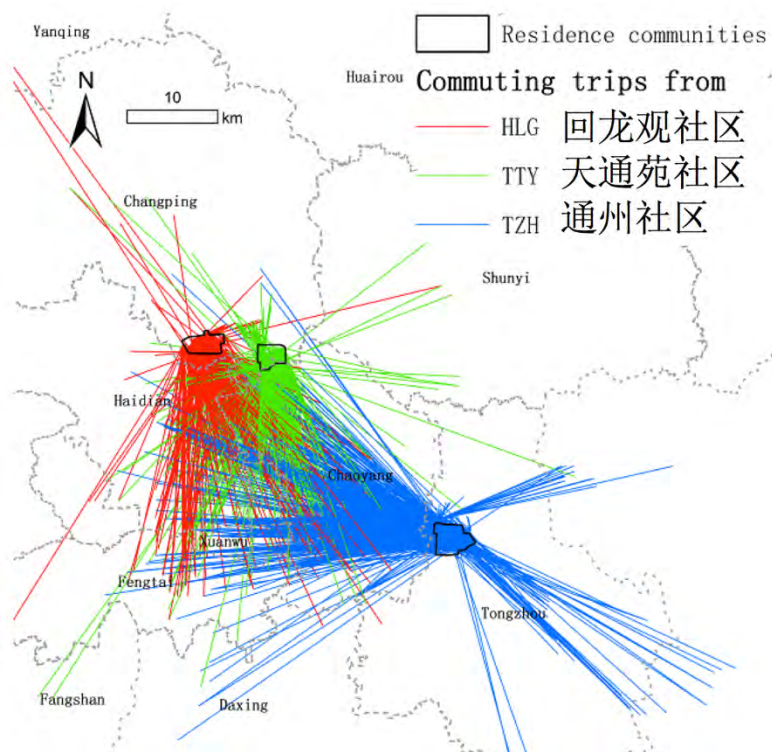 Yanqing
Residence communities
Huairou
Commuting trips from
N
10
km
HLG 回龙观社区
TTY 天通苑社区
TZH 通州社区
Changping
Shunyi
Haidian
Chaoyang
Xuanwu
Fengtai
Tongzhou
Fangshan
Daxing